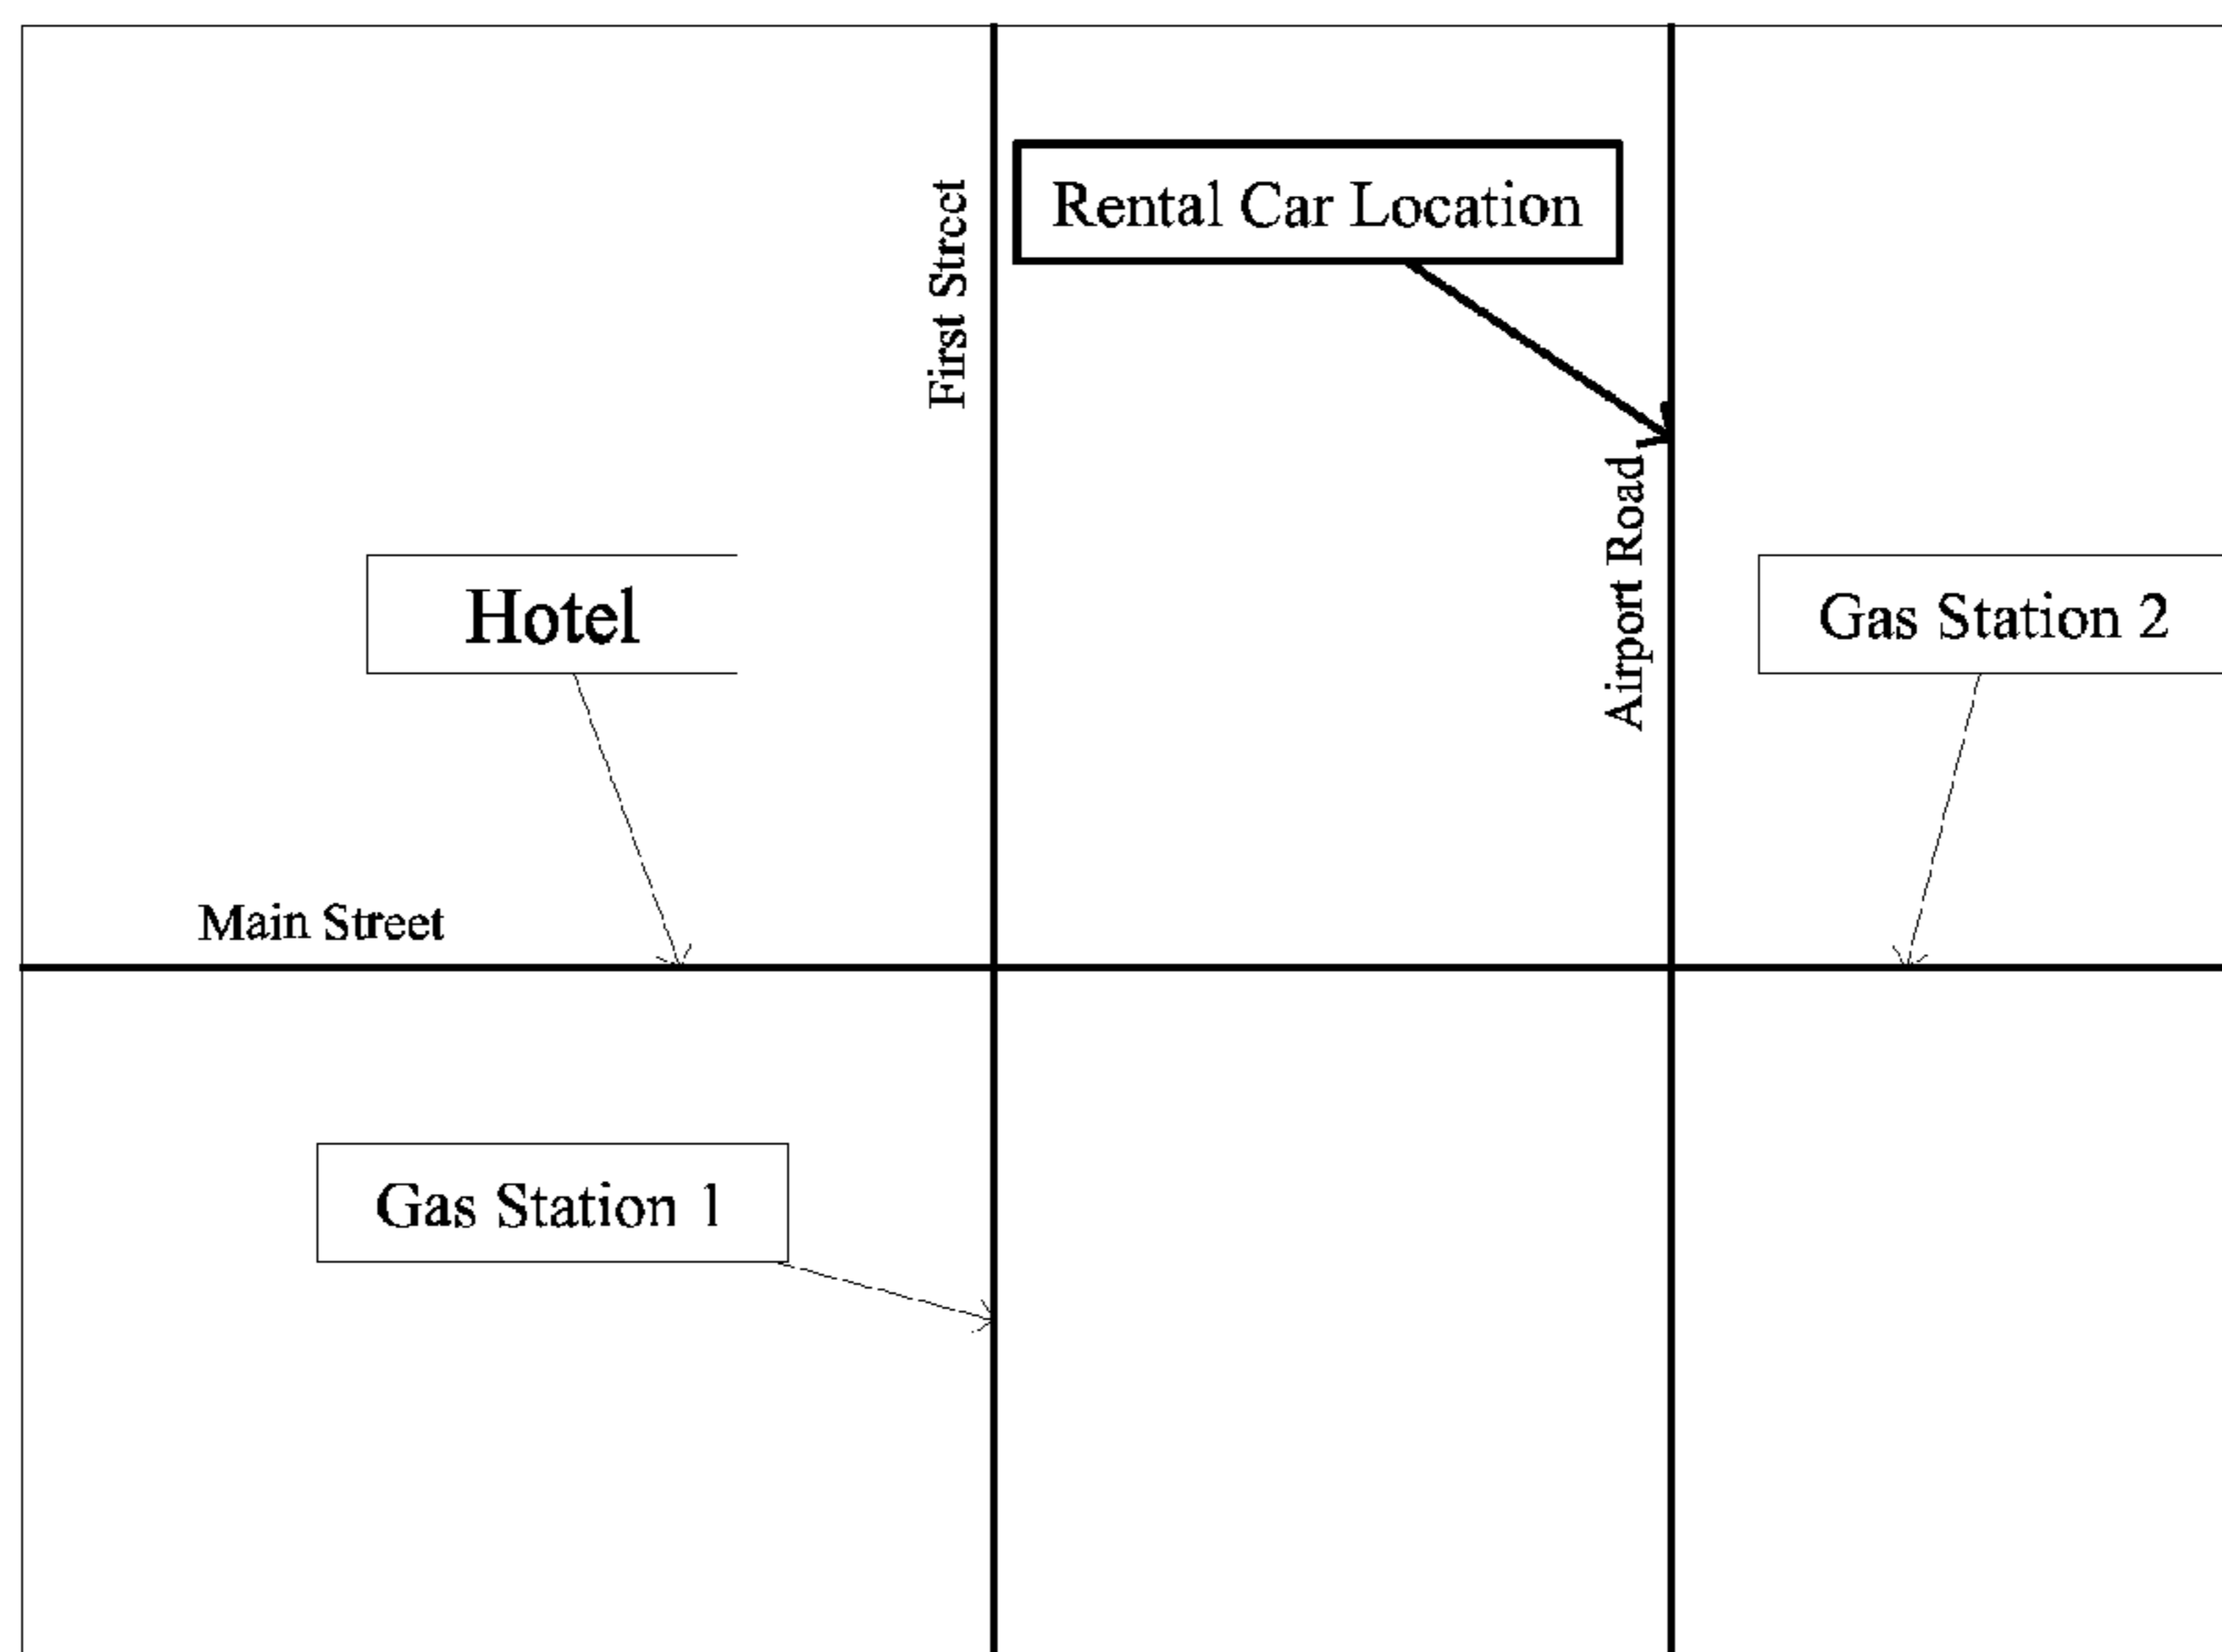 First Street
Rental Car Location
Airport Road
Hotel
Gas Station 2
Main Street
Gas Station 1